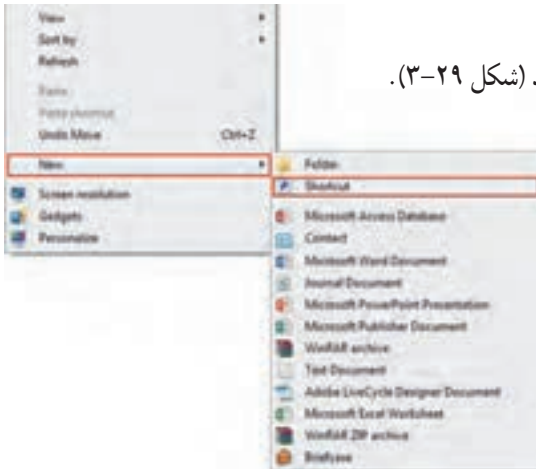 . (شکل ۲۹-۳).
View
Sort by
Refresh
Paste
Paste shortcut
Undo Move Ctrl+Z
New
Screen resolution
Gadgets
Personalize
Folder
Shortcut
Microsoft Access Database
Contact
Microsoft Word Document
Journal Document
Microsoft PowerPoint Presentation
Microsoft Publisher Document
WinRAR archive
Text Document
Adobe LiveCycle Designer Document
Microsoft Excel Worksheet
WinRAR ZIP archive
Briefcase